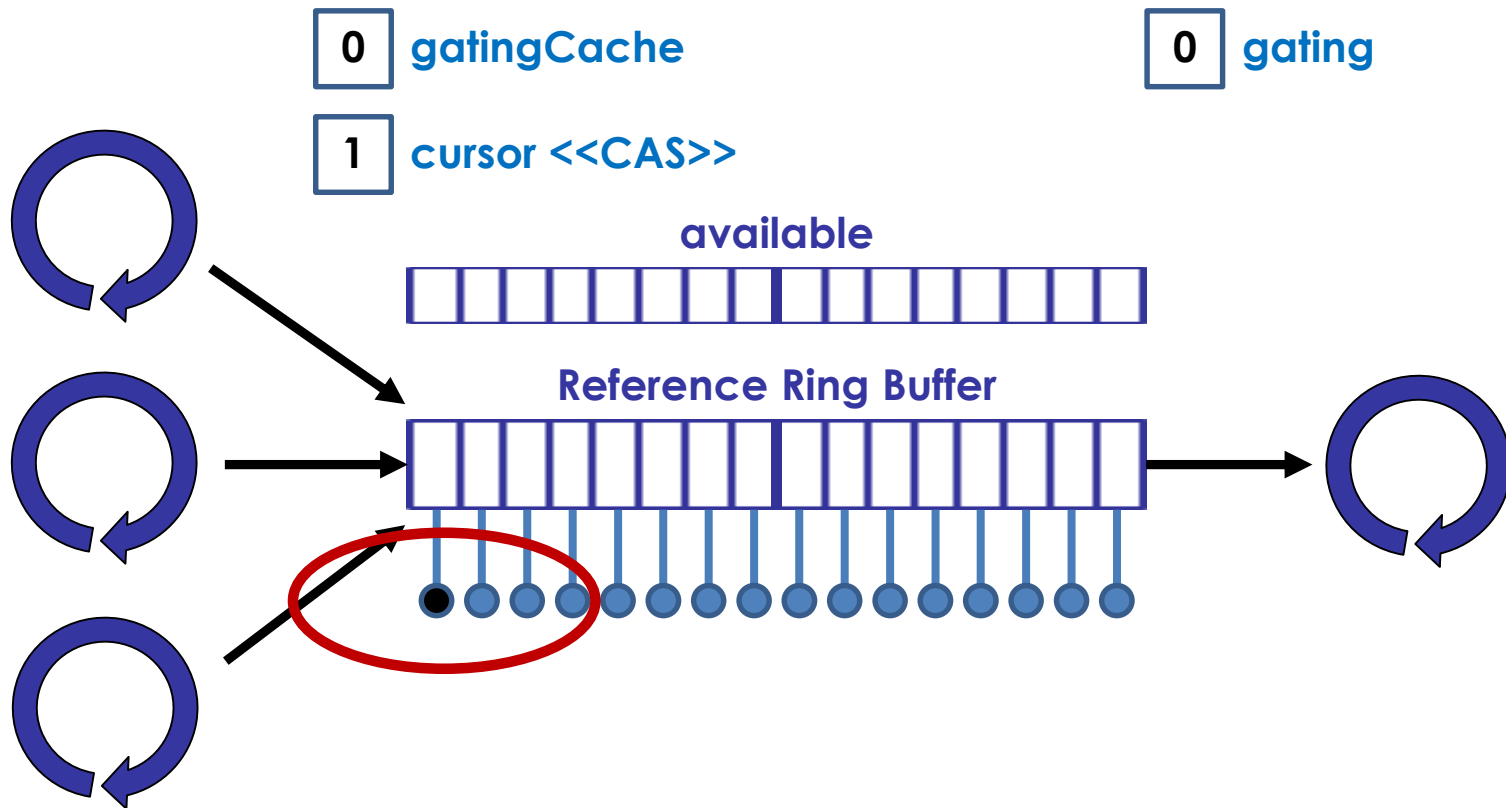 0 gatingCache
0 gating
1 cursor <<CAS>>
available
Reference Ring Buffer